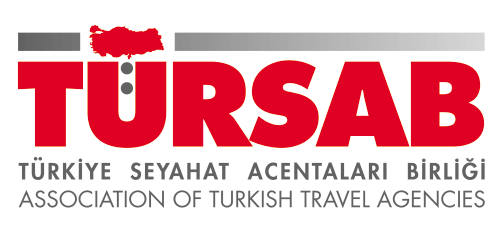 TÜRSAB
TÜRKİYE SEYAHAT ACENTALARI BİRLİĞİ
ASSOCIATION OF TURKISH TRAVEL AGENCIES